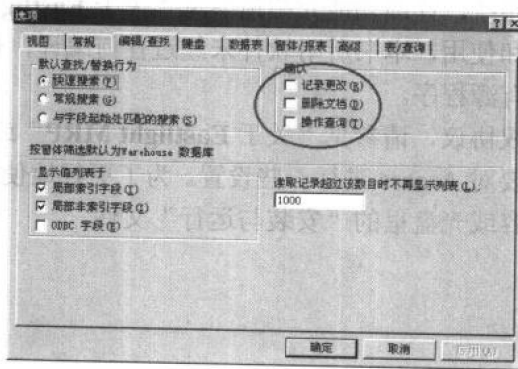 选项
视图 常规 编辑/查找 键盘 数据表 窗体/报表 高级 表/查询
默认查找/替换行为
快速搜索(F)
常规搜索(G)
与字段起始处匹配的搜索(S)
确认
记录更改(R)
删除文档(D)
操作查询(T)
按窗体筛选默认为Warehouse 数据库
显示值列表于
局部索引字段(I)
局部非索引字段(I)
ODBC 字段(E)
读取记录超过该数目时不再显示列表(L)
1000
确定 取消 应用(A)